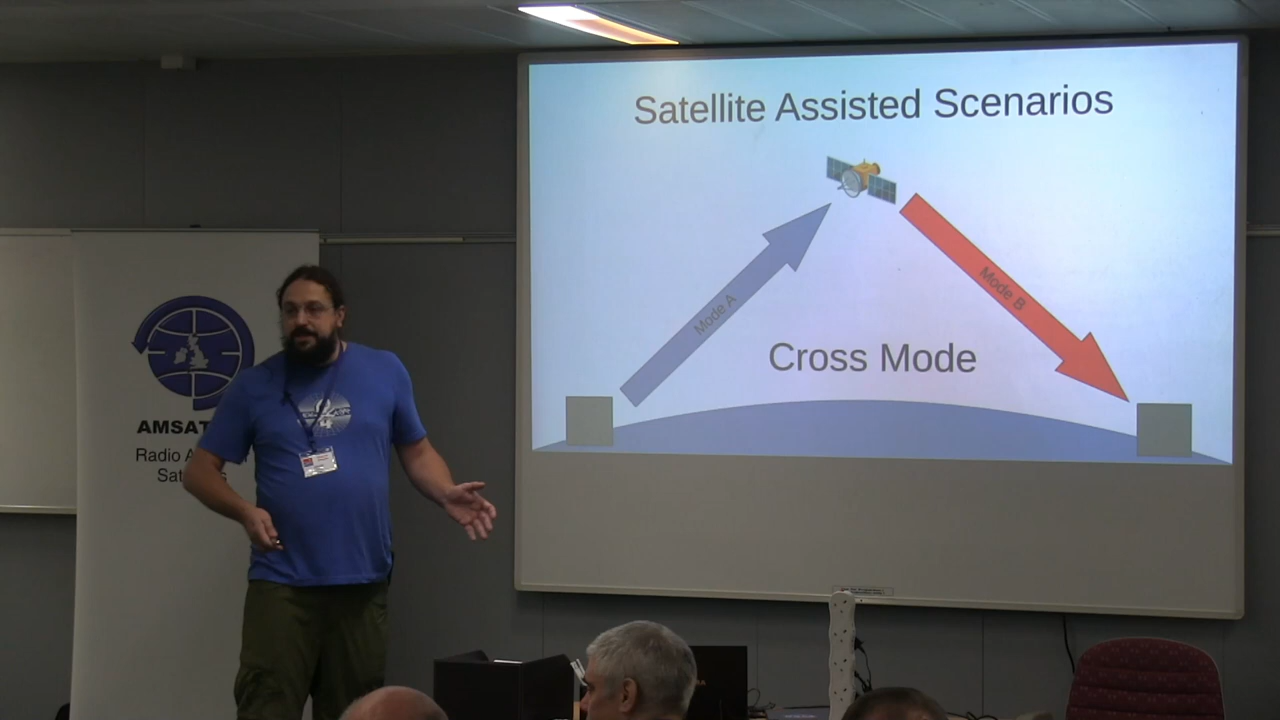 Satellite Assisted Scenarios
Mode A
Mode B
Cross Mode
AMSAT
Radio A
Sat